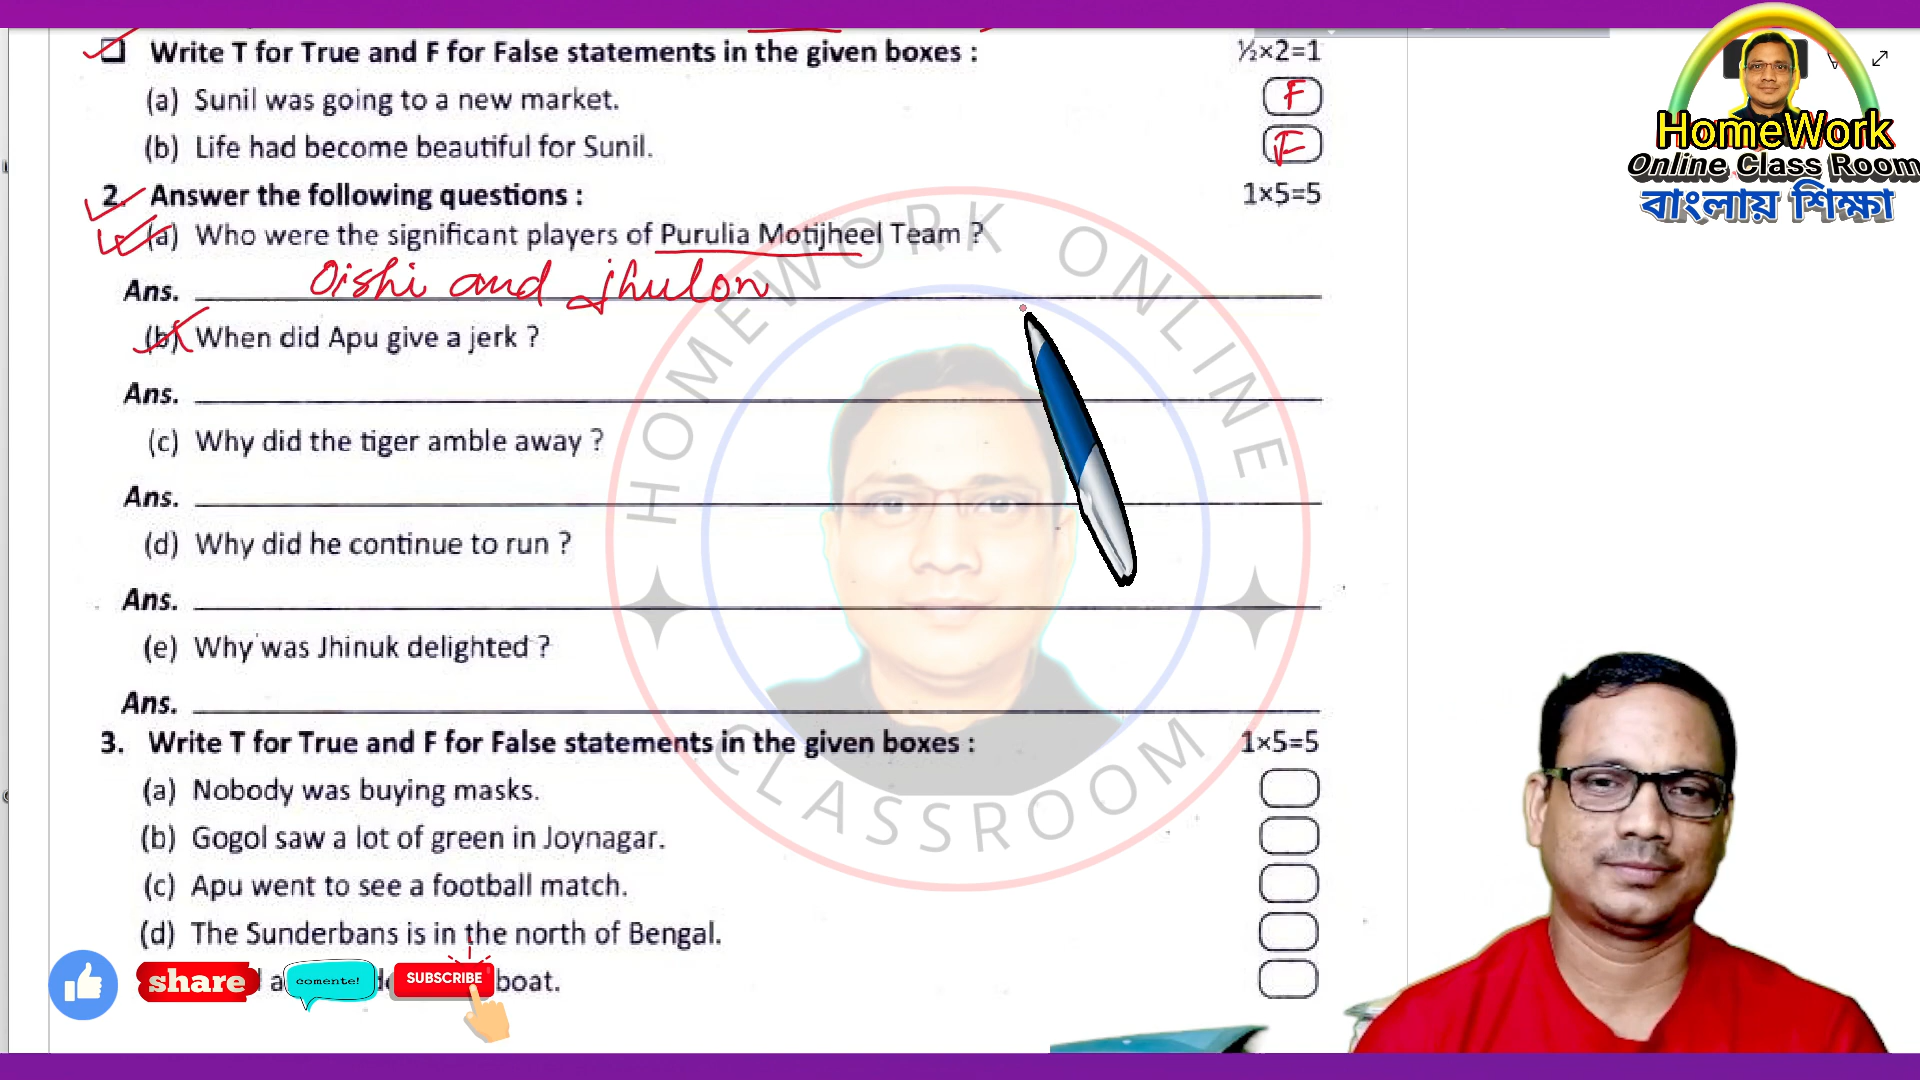 Write T for True and F for False statements in the given boxes : ½×2=1
(a) Sunil was going to a new market. F
(b) Life had become beautiful for Sunil. F
2. Answer the following questions : 1×5=5
(a) Who were the significant players of Purulia Motijheel Team ?
Ans. Oishi and jhulon
(b) When did Apu give a jerk ?
Ans.
(c) Why did the tiger amble away ?
Ans.
(d) Why did he continue to run ?
Ans.
(e) Why was Jhinuk delighted ?
Ans.
3. Write T for True and F for False statements in the given boxes : 1×5=5
(a) Nobody was buying masks.
(b) Gogol saw a lot of green in Joynagar.
(c) Apu went to see a football match.
(d) The Sunderbans is in the north of Bengal.
boat.
share
comente!
SUBSCRIBE
HomeWork
Online Class Room
বাংলায় শিক্ষা
HOMEWORK ONLINE
CLASSROOM